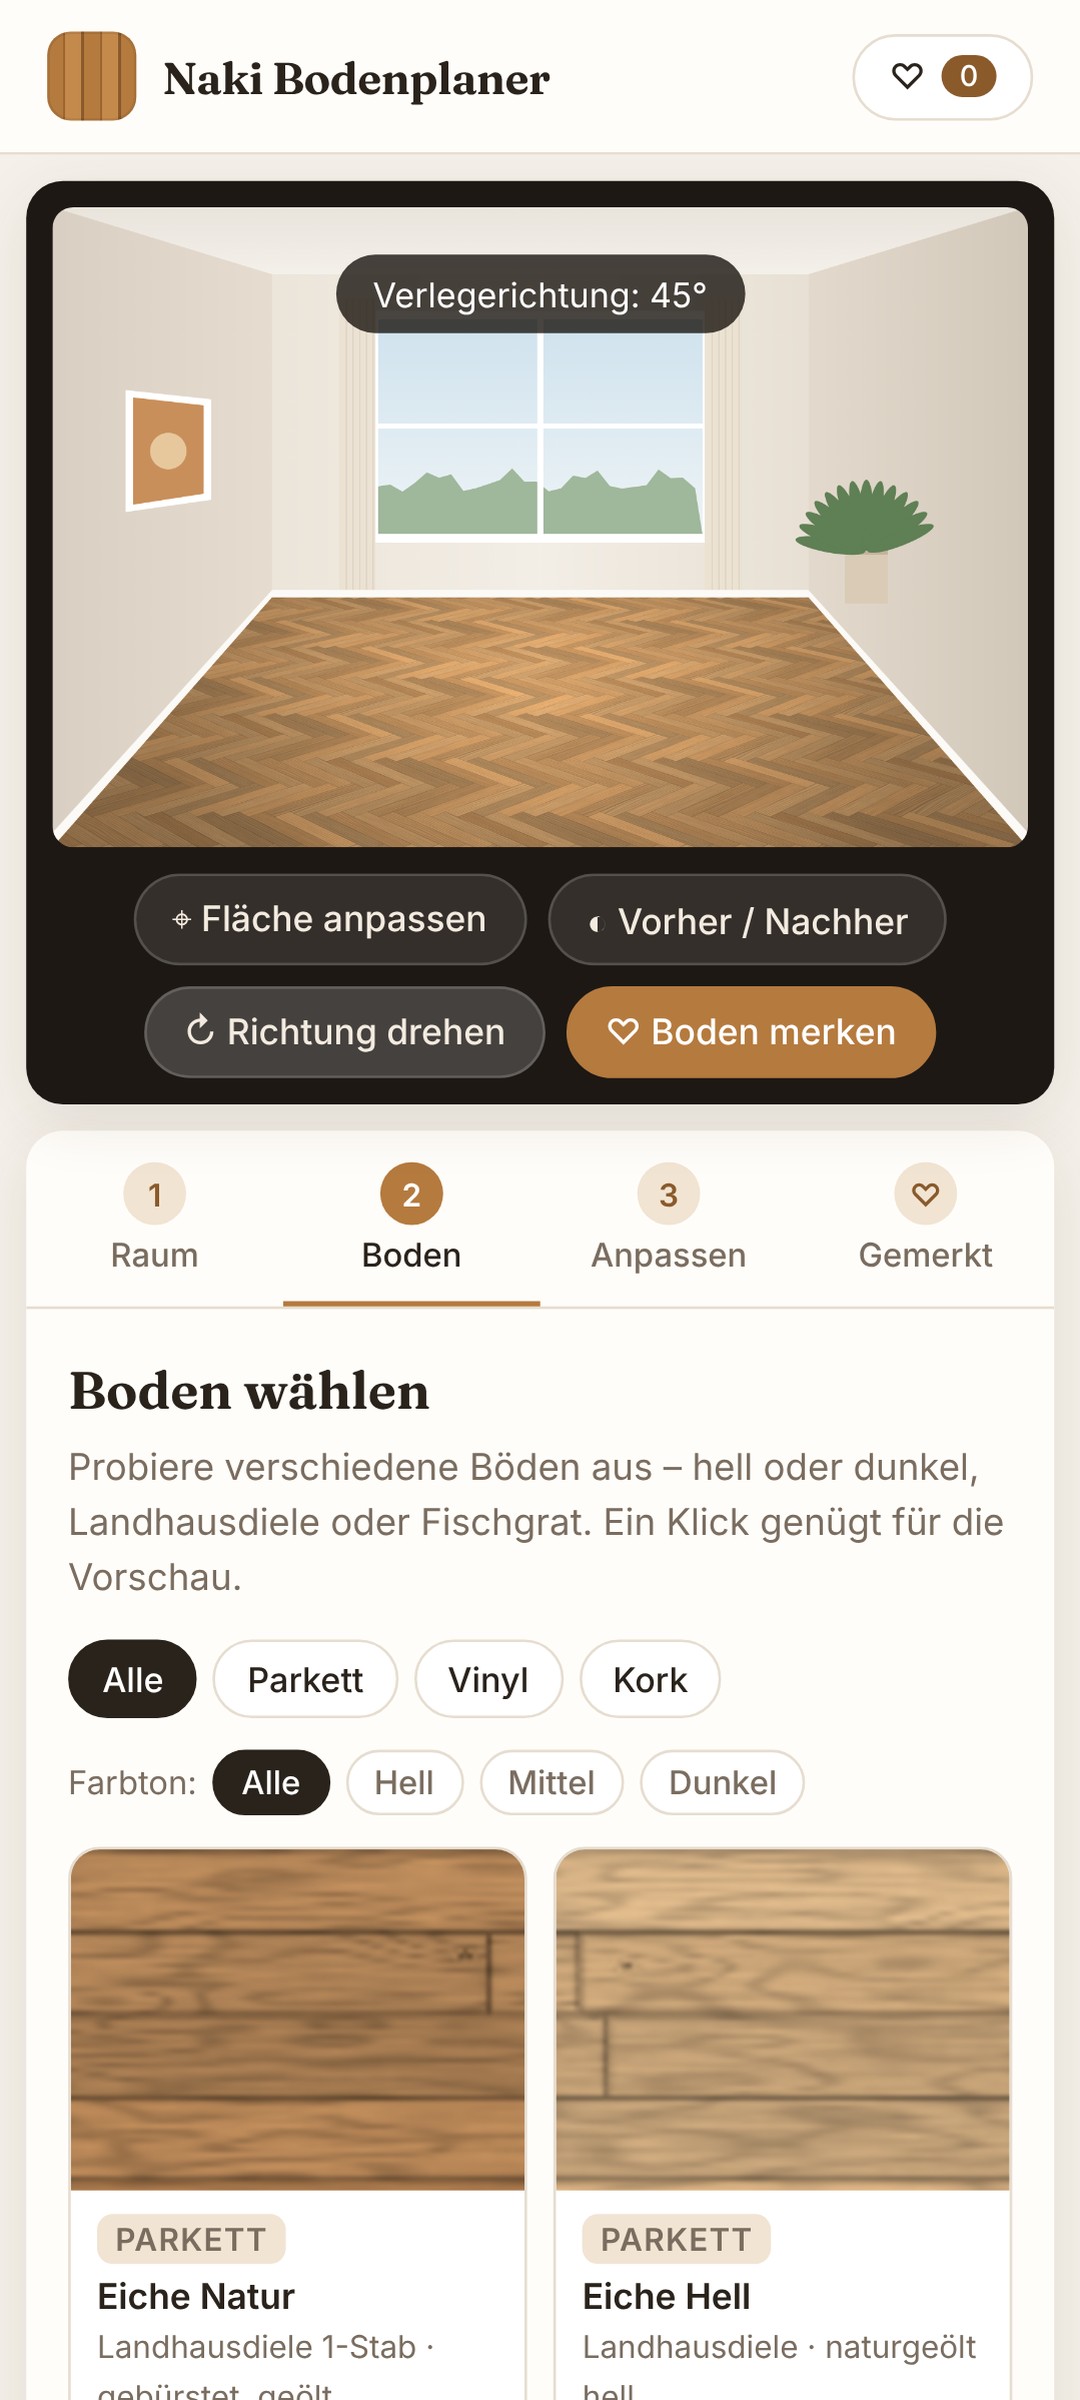 Naki Bodenplaner
♡ 0
Verlegerichtung: 45°
⌖ Fläche anpassen
◐ Vorher / Nachher
↻ Richtung drehen
♡ Boden merken
1
2
3
♡
Raum
Boden
Anpassen
Gemerkt
Boden wählen
Probiere verschiedene Böden aus – hell oder dunkel,
Landhausdiele oder Fischgrat. Ein Klick genügt für die
Vorschau.
Alle
Parkett
Vinyl
Kork
Farbton:
Alle
Hell
Mittel
Dunkel
PARKETT
Eiche Natur
Landhausdiele 1-Stab ·
gebürstet, geölt
PARKETT
Eiche Hell
Landhausdiele · naturgeölt
hell